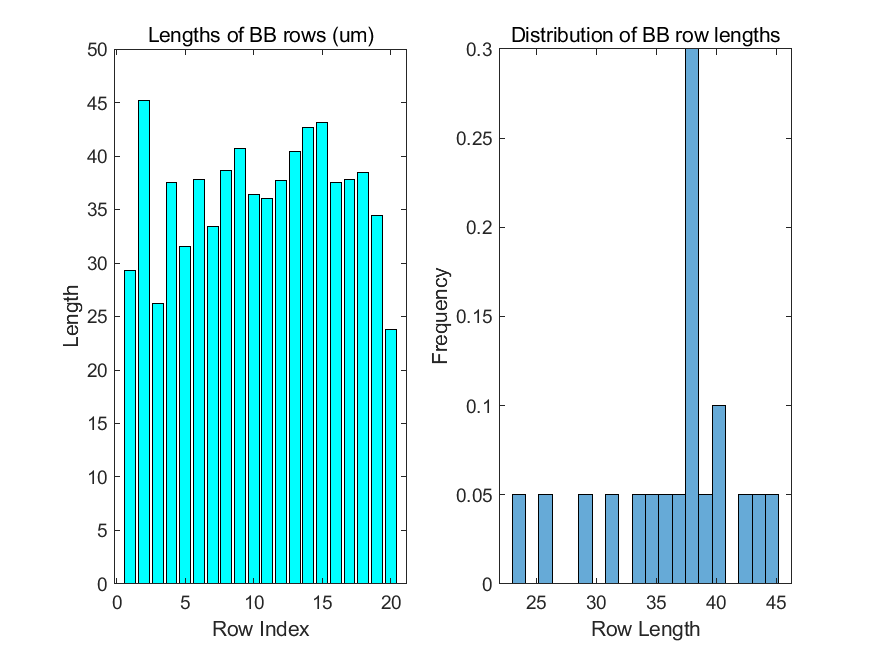 Lengths of BB rows (um)
50
45
40
35
30
25
20
15
10
5
0
Length
0 5 10 15 20
Row Index
Distribution of BB row lengths
0.3
0.25
0.2
0.15
0.1
0.05
0
Frequency
25 30 35 40 45
Row Length